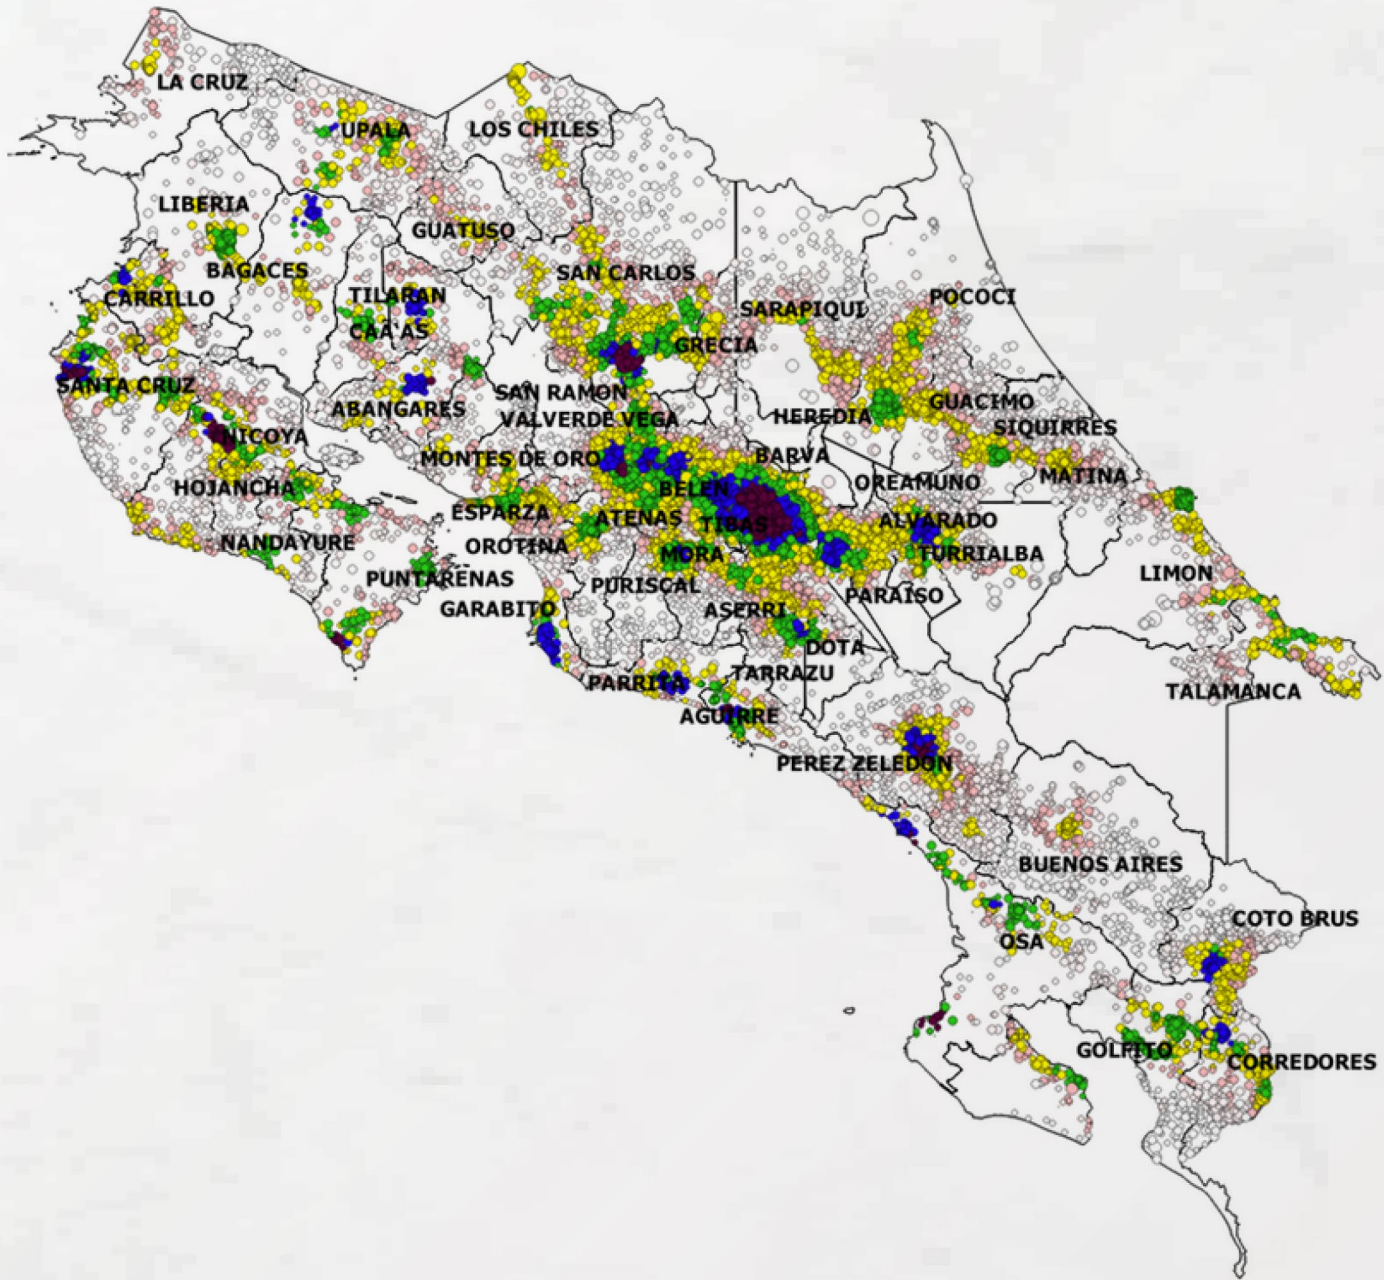 LA CRUZ
UPALA
LOS CHILES
LIBERIA
GUATUSO
BAGACES
SAN CARLOS
CARRILLO
TILARAN
SARAPIQUI
POCOCI
CAA'AS
GRECIA
SANTA CRUZ
SAN RAMON
ABANGARES
GUACIMO
VALVERDE VEGA
HEREDIA
SIQUIRRES
NICOYA
MONTES DE ORO
BARVA
MATINA
HOJANCHA
BELEN
OREAMUNO
ESPARZA
ATENAS
TIBAS
ALVARADO
NANDAYURE
OROTINA
MORA
TURRIALBA
PUNTARENAS
PURISCAL
LIMON
GARABITO
ASERRI
PARAISO
DOTA
TARRAZU
PARRITA
TALAMANCA
AGUIRRE
PEREZ ZELEDON
BUENOS AIRES
COTO BRUS
OSA
GOLFITO
CORREDORES